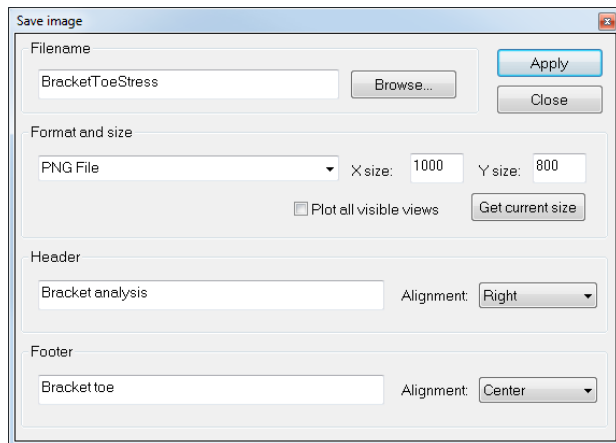 Save image
Filename
BracketToeStress
Browse...
Apply
Close
Format and size
PNG File
X size: 1000 Y size: 800
Plot all visible views
Get current size
Header
Bracket analysis
Alignment: Right
Footer
Bracket toe
Alignment: Center